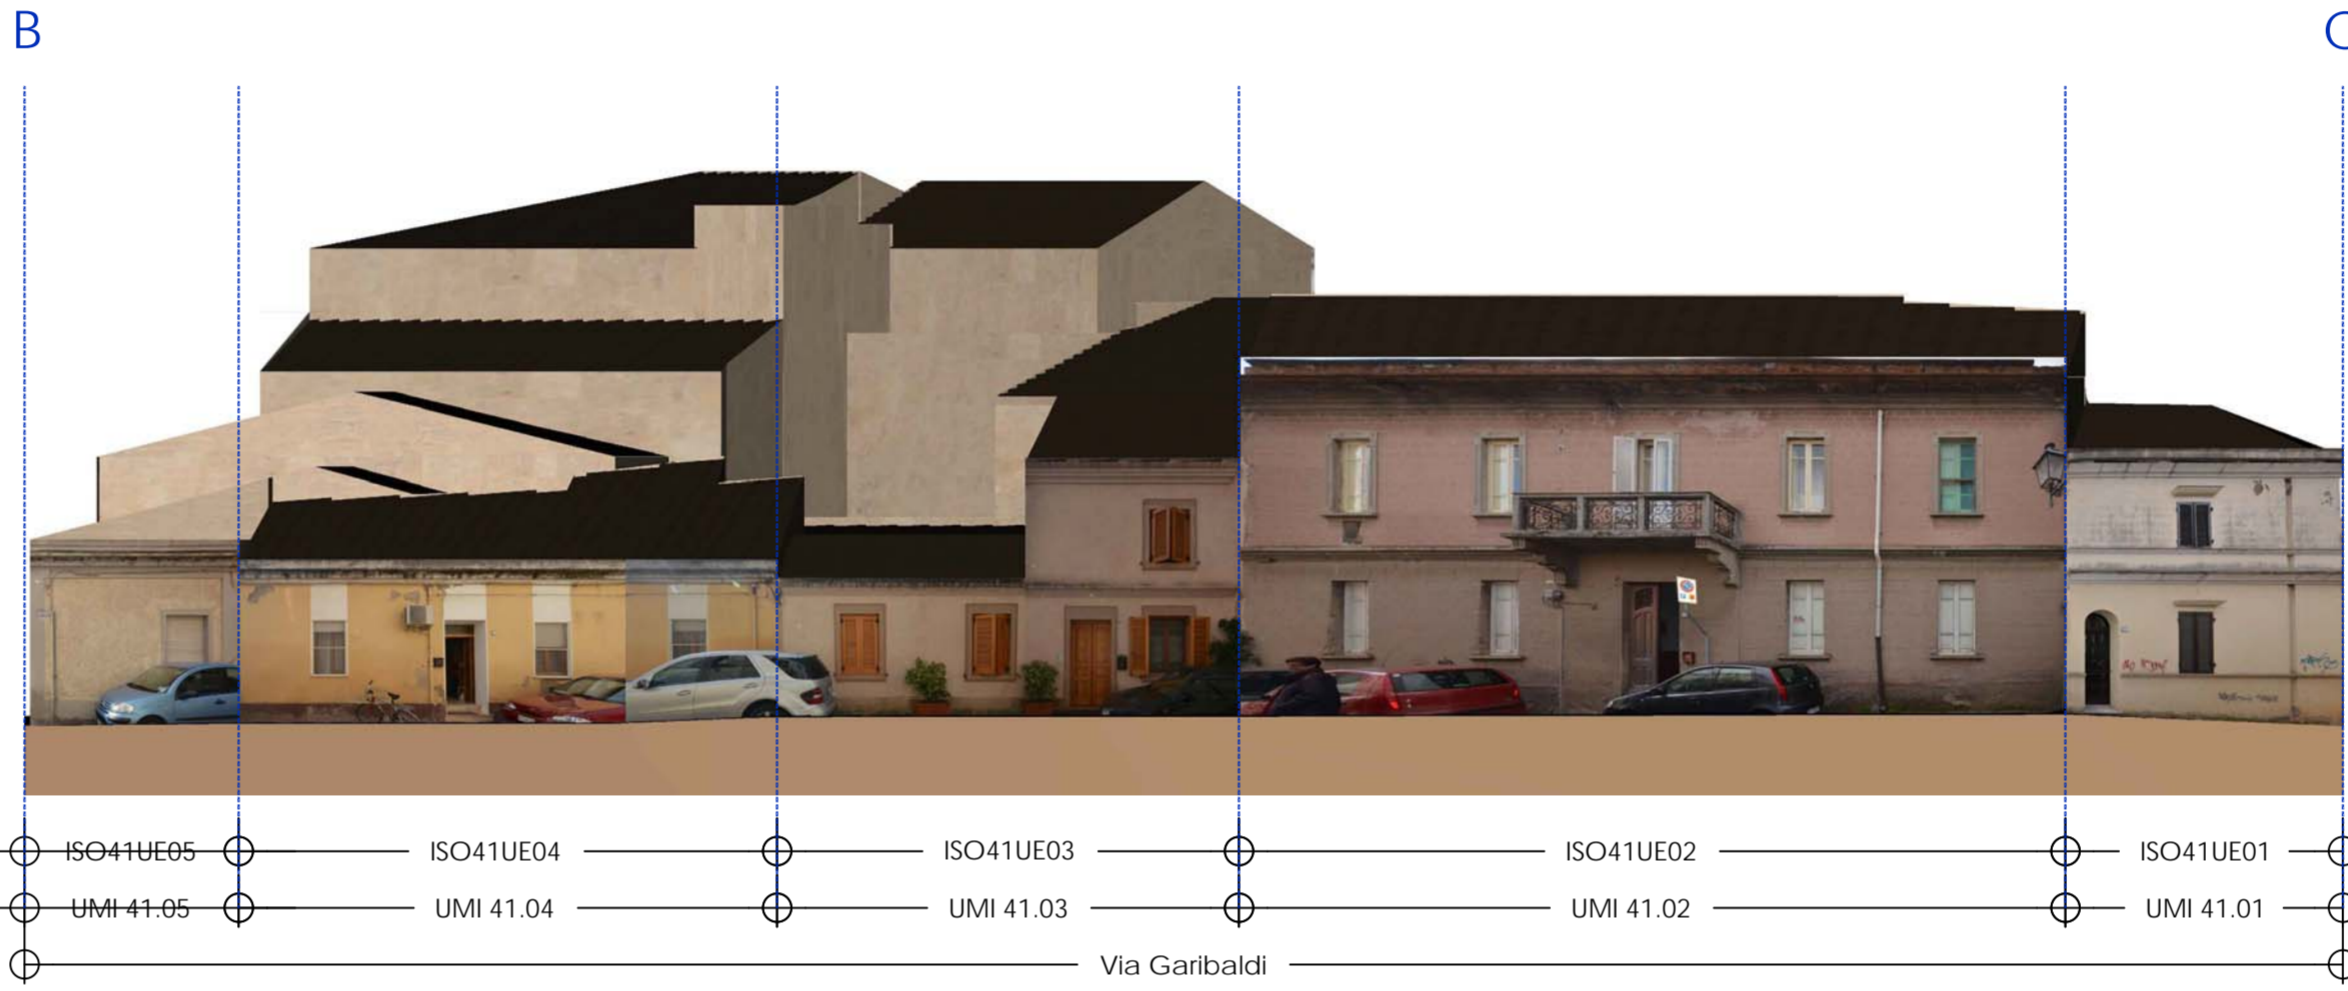 B C
ISO41UE05 ISO41UE04 ISO41UE03 ISO41UE02 ISO41UE01
UMI 41.05 UMI 41.04 UMI 41.03 UMI 41.02 UMI 41.01
Via Garibaldi